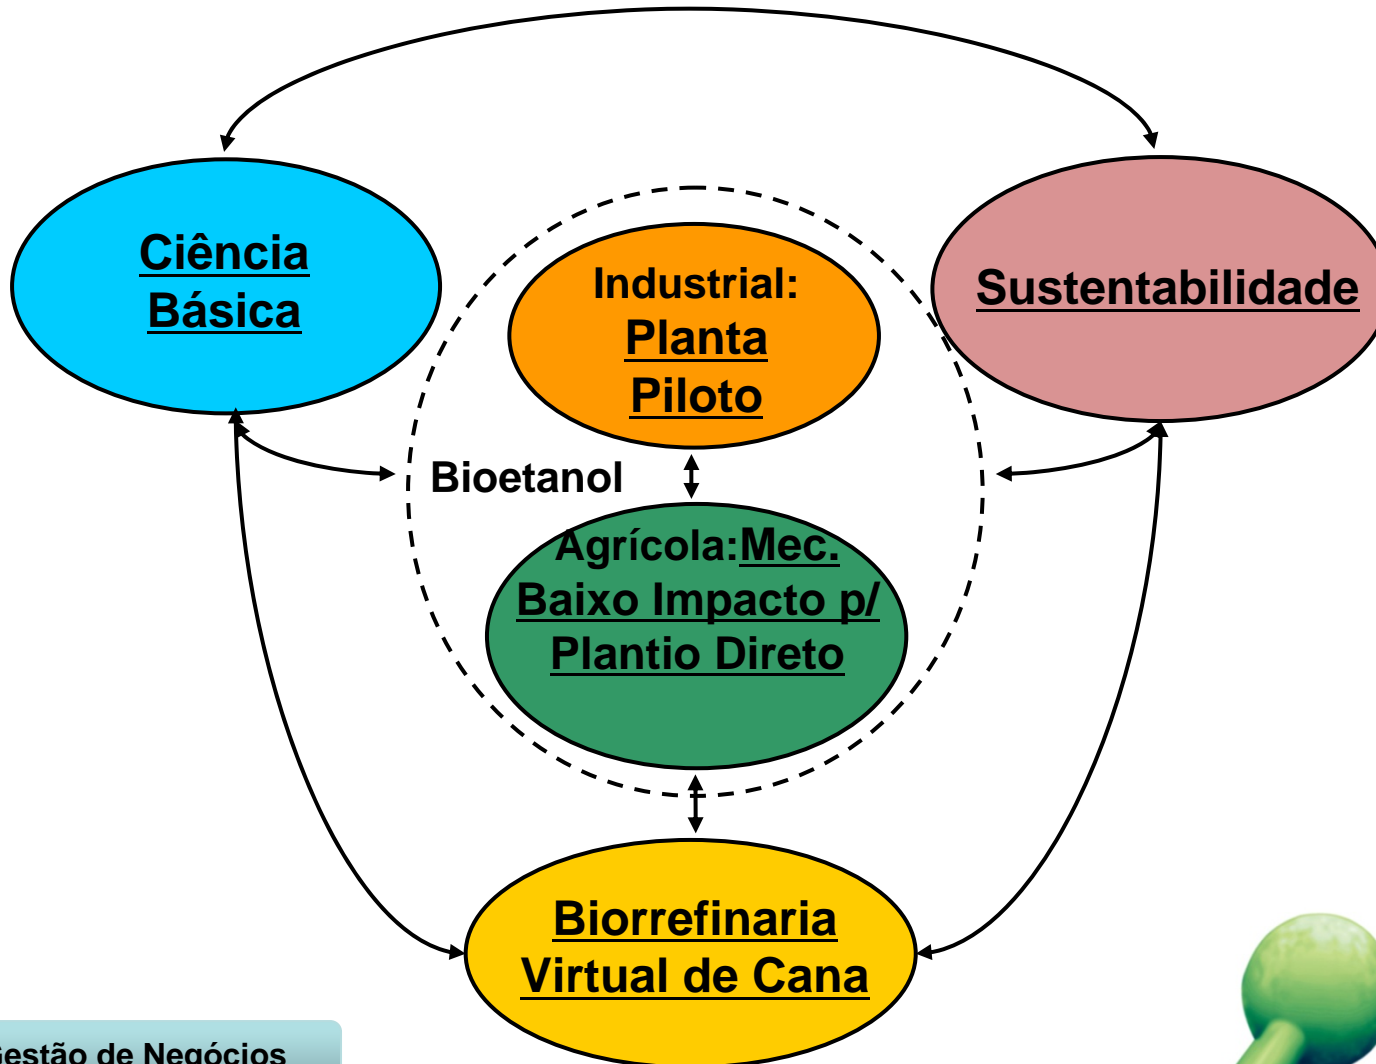 Ciência
Básica
Industrial:
Planta
Piloto
Sustentabilidade
Bioetanol
Agrícola:Mec.
Baixo Impacto p/
Plantio Direto
Biorrefinaria
Virtual de Cana
Gestão de Negócios